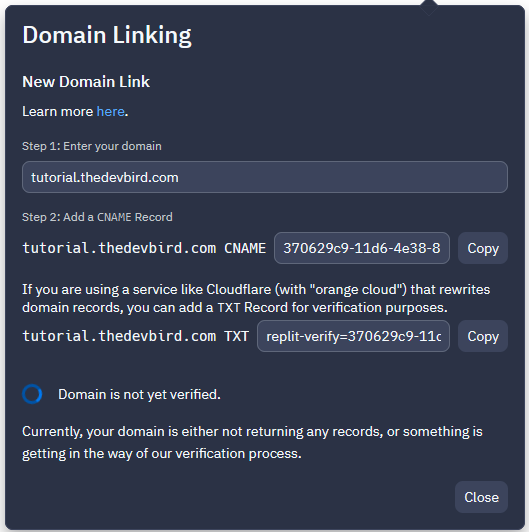 Domain Linking
New Domain Link
Learn more here.
Step 1: Enter your domain
tutorial.thedevbird.com
Step 2: Add a CNAME Record
tutorial.thedevbird.com CNAME 370629c9-11d6-4e38-8 Copy
If you are using a service like Cloudflare (with "orange cloud") that rewrites
domain records, you can add a TXT Record for verification purposes.
tutorial.thedevbird.com TXT replit-verify=370629c9-11c Copy
Domain is not yet verified.
Currently, your domain is either not returning any records, or something is
getting in the way of our verification process.
Close